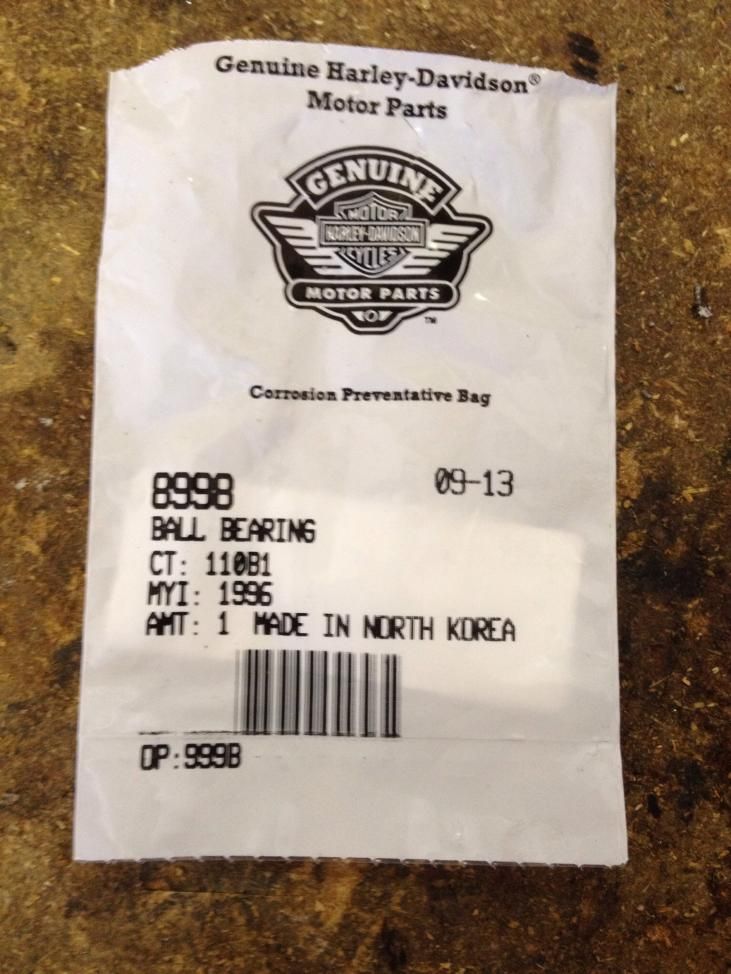 Genuine Harley-Davidson®
Motor Parts
GENUINE
MOTOR
HARLEY-DAVIDSON
CYCLES
MOTOR PARTS
TM
Corrosion Preventative Bag
8998 09-13
BALL BEARING
CT: 110B1
MYI: 1996
AMT: 1 MADE IN NORTH KOREA
OP:999B